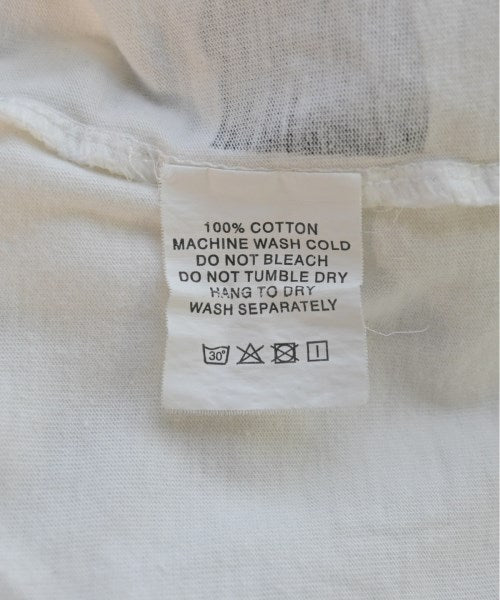 100% COTTON
MACHINE WASH COLD
DO NOT BLEACH
DO NOT TUMBLE DRY
HANG TO DRY
WASH SEPARATELY
30°